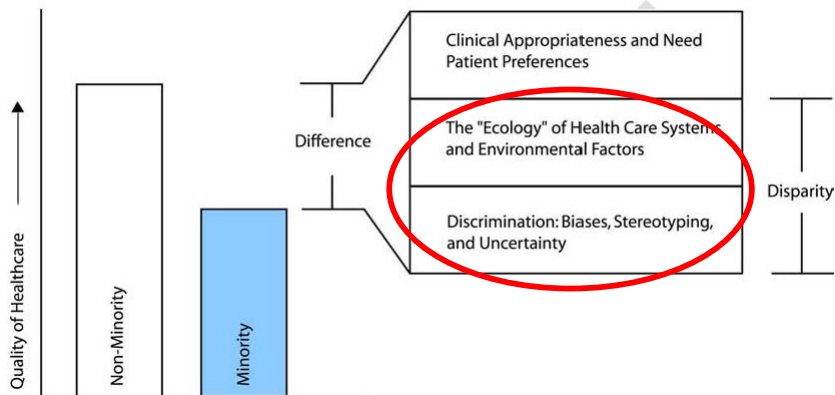 Quality of Healthcare
Non-Minority
Minority
Difference
Clinical Appropriateness and Need
Patient Preferences
The "Ecology" of Health Care Systems
and Environmental Factors
Discrimination: Biases, Stereotyping,
and Uncertainty
Disparity